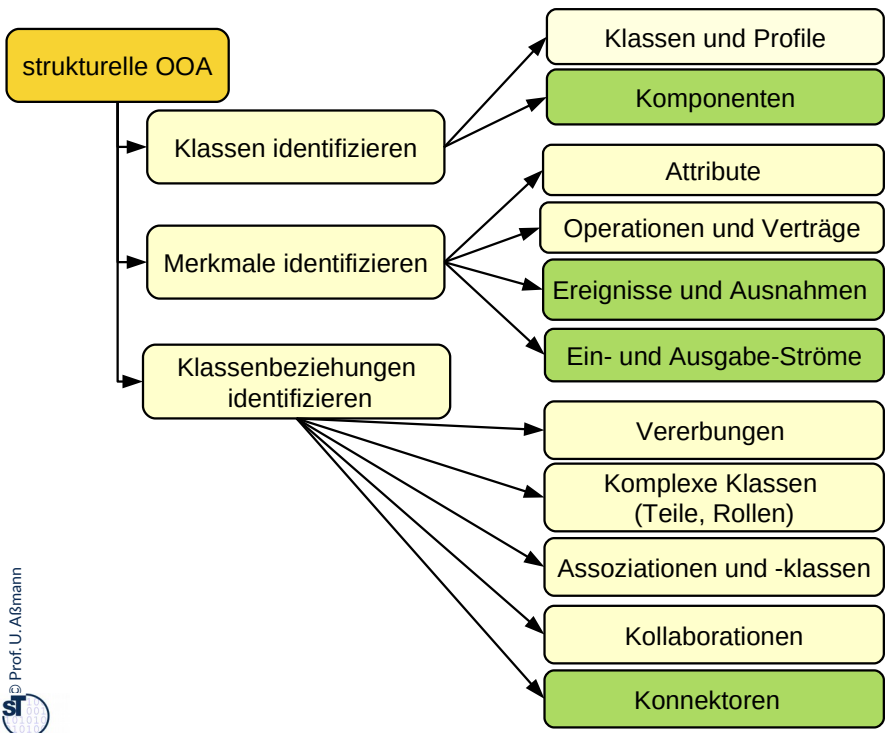 strukturelle OOA
Klassen identifizieren
Merkmale identifizieren
Klassenbeziehungen
identifizieren
Klassen und Profile
Komponenten
Attribute
Operationen und Verträge
Ereignisse und Ausnahmen
Ein- und Ausgabe-Ströme
Vererbungen
Komplexe Klassen
(Teile, Rollen)
Assoziationen und -klassen
Kollaborationen
Konnektoren
© Prof. U. Aßmann
ST